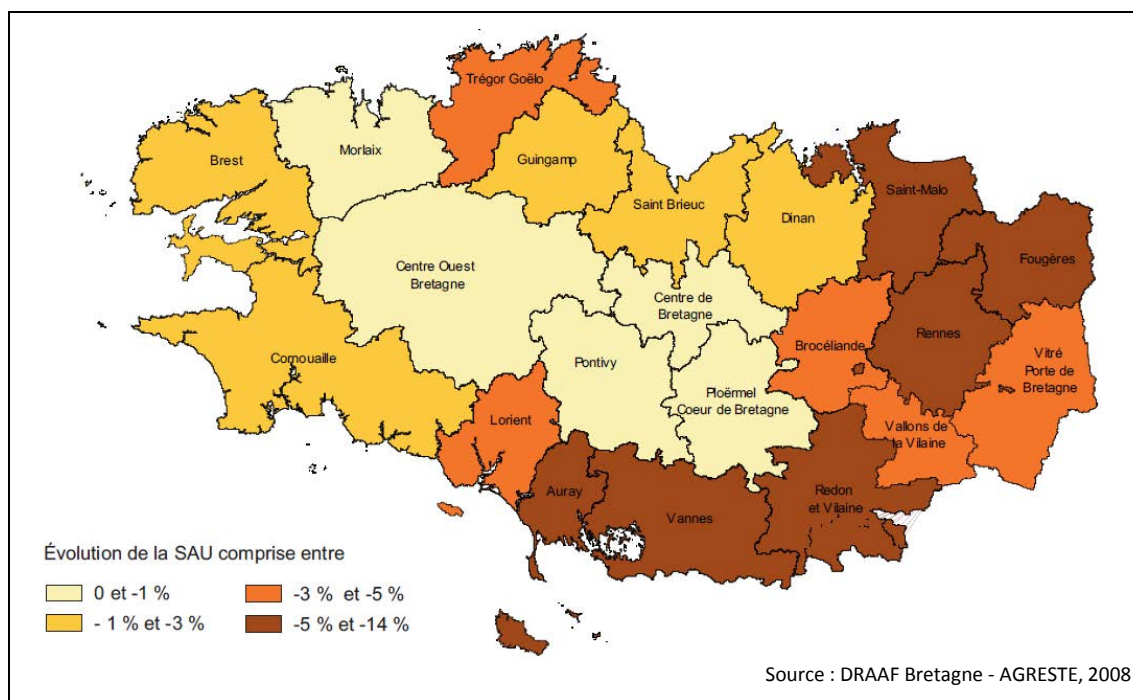 Trégor Goëlo
Morlaix
Brest
Guingamp
Saint Brieuc
Dinan
Saint-Malo
Fougères
Centre Ouest
Bretagne
Centre de
Bretagne
Rennes
Brocéliande
Vitré
Porte de
Bretagne
Cornouaille
Pontivy
Ploërmel
Coeur de Bretagne
Lorient
Vallons de
la Vilaine
Auray
Vannes
Redon
et Vilaine
Évolution de la SAU comprise entre
0 et -1 %
-3 % et -5 %
- 1 % et -3 %
-5 % et -14 %
Source : DRAAF Bretagne - AGRESTE, 2008